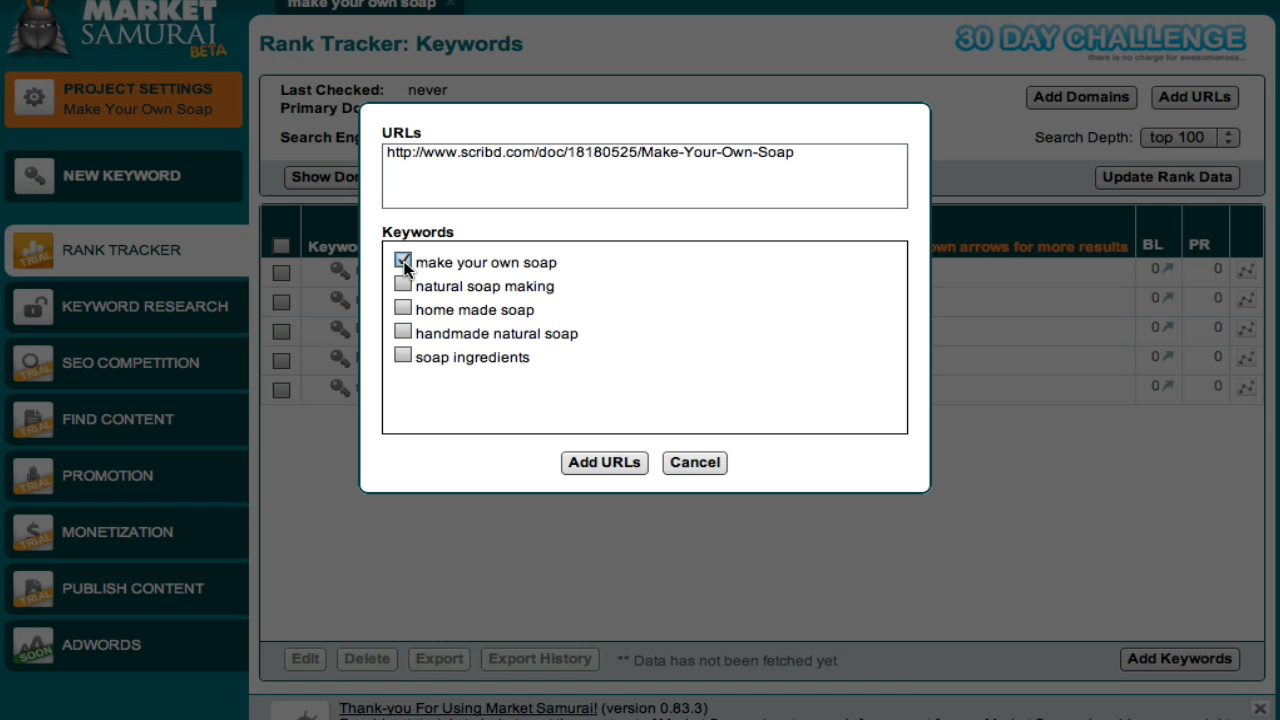 make your own soap
MARKET
SAMURAI
BETA
Rank Tracker: Keywords
30 DAY CHALLENGE
there is no charge for awesomeness...
PROJECT SETTINGS
Make Your Own Soap
Last Checked: never
Add Domains
Add URLs
Primary Do
Search Eng
Search Depth: top 100
Show Do
Update Rank Data
URLs
http://www.scribd.com/doc/18180525/Make-Your-Own-Soap
Keywords
make your own soap
natural soap making
home made soap
handmade natural soap
soap ingredients
Add URLs
Cancel
NEW KEYWORD
RANK TRACKER
TRIAL
KEYWORD RESEARCH
SEO COMPETITION
TRIAL
FIND CONTENT
TRIAL
PROMOTION
TRIAL
MONETIZATION
TRIAL
PUBLISH CONTENT
TRIAL
ADWORDS
SOON
Keywo
own arrows for more results
BL
PR
0 0
0 0
0 0
0 0
0 0
Edit
Delete
Export
Export History
** Data has not been fetched yet
Add Keywords
Thank-you For Using Market Samurai! (version 0.83.3)